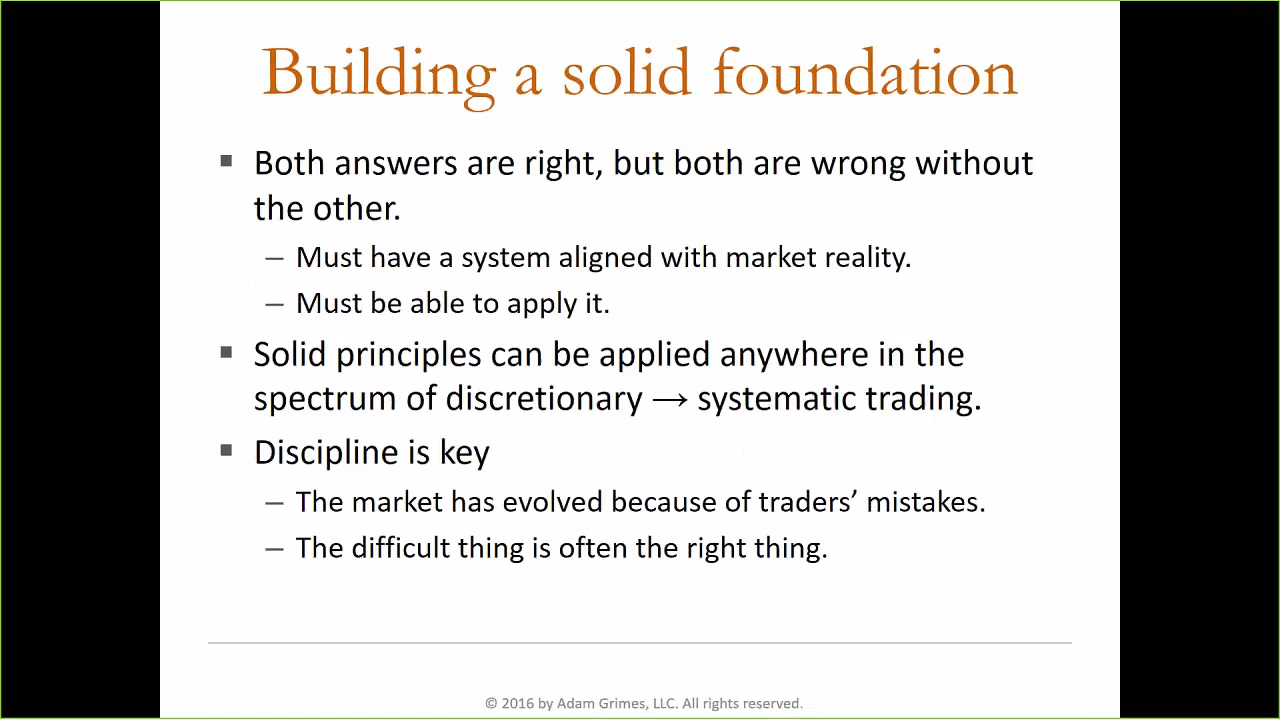 Building a solid foundation
▪ Both answers are right, but both are wrong without
the other.
– Must have a system aligned with market reality.
– Must be able to apply it.
▪ Solid principles can be applied anywhere in the
spectrum of discretionary → systematic trading.
▪ Discipline is key
– The market has evolved because of traders’ mistakes.
– The difficult thing is often the right thing.
© 2016 by Adam Grimes, LLC. All rights reserved.